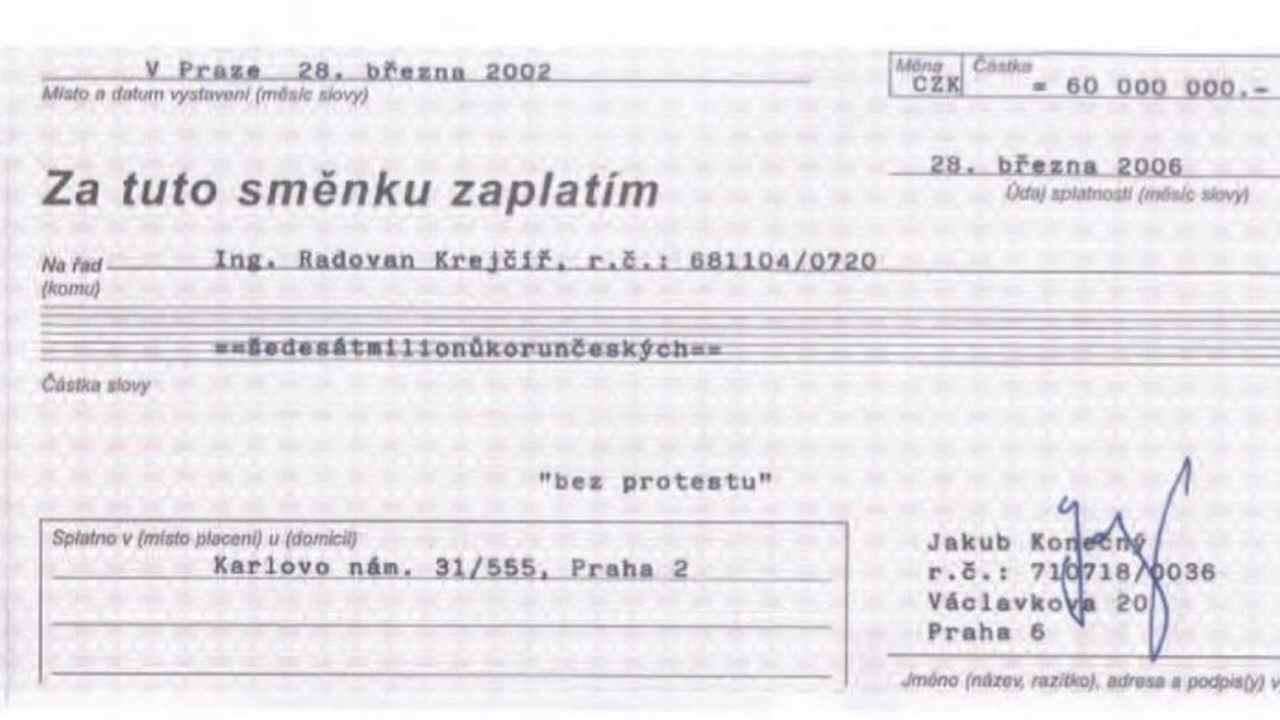 V Praze 28. března 2002
Místo a datum vystavení (měsíc slovy)
Měna Částka
CZK = 60 000 000.-
28. března 2006
Údaj splatnosti (měsíc slovy)
Za tuto směnku zaplatím
Na řad Ing. Radovan Krejčíř, r.č.: 681104/0720
(komu)
==šedesátmilionůkorunčeských==
Částka slovy
"bez protestu"
Splatno v (místo placení) u (domicil)
Karlovo nám. 31/555, Praha 2
Jakub Konečný
r.č.: 710718/0036
Václavkova 20
Praha 6
Jméno (název, razítko), adresa a podpis(y) v